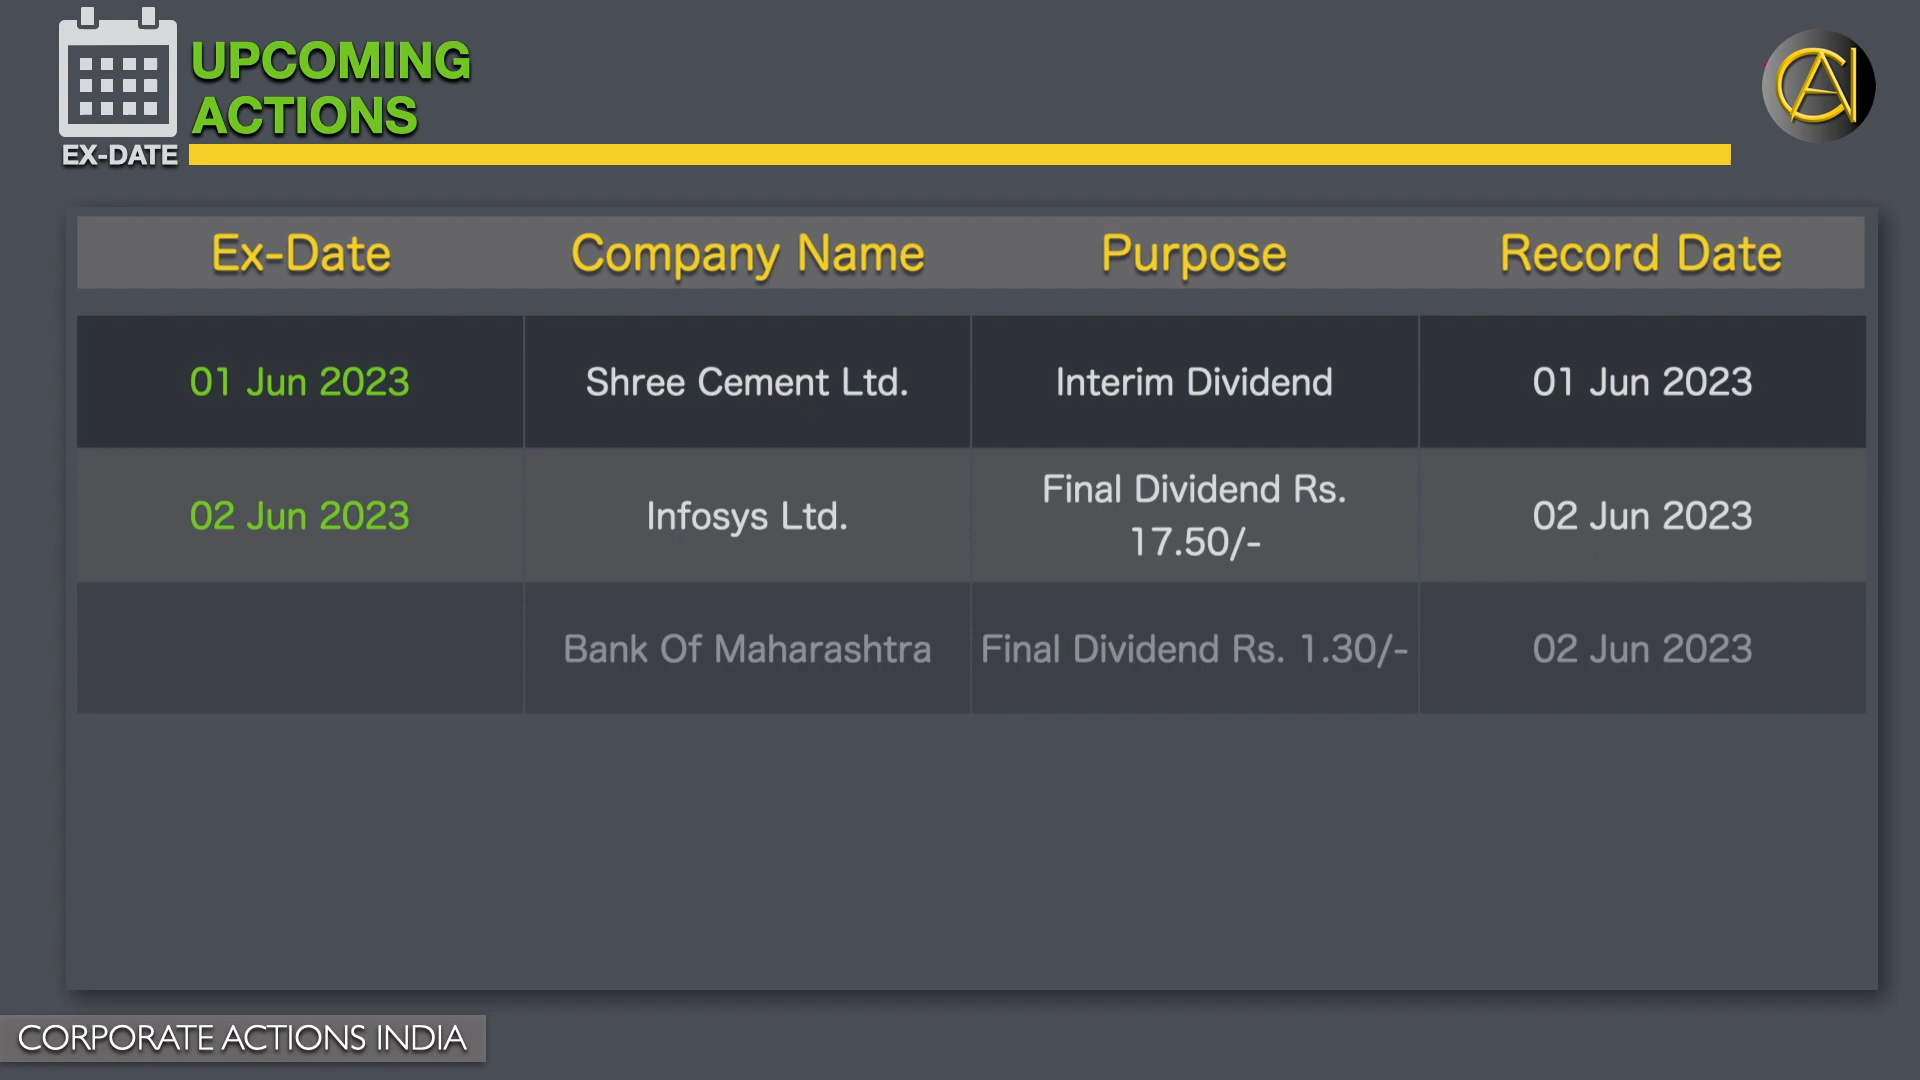 UPCOMING
ACTIONS
EX-DATE
CAI
Ex-Date Company Name Purpose Record Date
01 Jun 2023 Shree Cement Ltd. Interim Dividend 01 Jun 2023
02 Jun 2023 Infosys Ltd. Final Dividend Rs.
17.50/- 02 Jun 2023
Bank Of Maharashtra Final Dividend Rs. 1.30/- 02 Jun 2023
CORPORATE ACTIONS INDIA